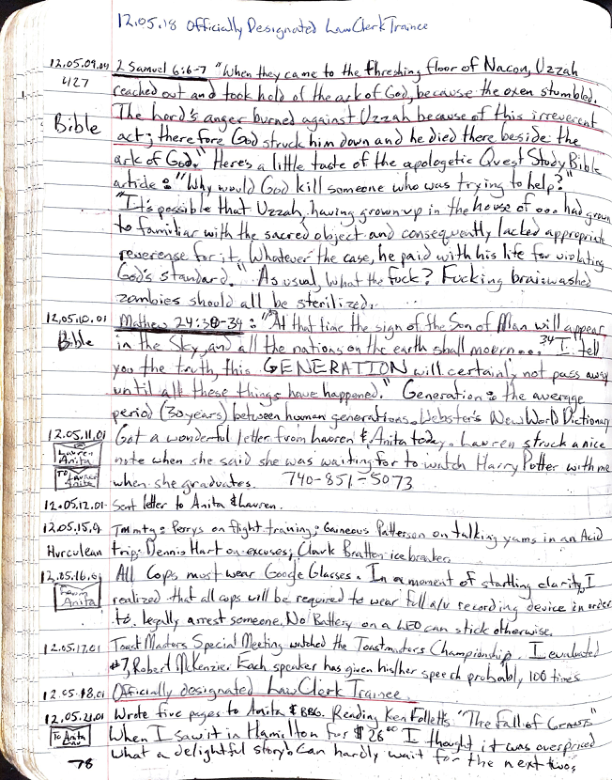 12.05.18 Officially Designated Law Clerk Trainee
12.05.09.04 2 Samuel 6:6-7 "When they came to the threshing floor of Nacon, Uzzah
427 reached out and took hold of the ark of God, because the oxen stumbled.
The Lord's anger burned against Uzzah because of this irreverent
Bible act; therefore God struck him down and he died there beside the
ark of God." Here's a little taste of the apologetic Quest Study Bible
article: "Why would God kill someone who was trying to help?"
"It's possible that Uzzah, having grown up in the house of ... had grown
to familiar with the sacred object and consequently, lacked appropriate
reverense for it. Whatever the case, he paid with his life for violating
God's standard." As usual what the fuck? Fucking brainwashed
zombies should all be sterilized.
12.05.10.01 Mathew 24:30-34: "At that time the sign of the Son of Man will appear
Bible in the sky, and all the nations on the earth shall mourn... 34 I tell
you the truth, this GENERATION will certainly not pass away
until all these things have happened." Generation: the average
period (30 years) between human generations. Webster's New World Dictionary
12.05.11.01 Got a wonderful letter from Lauren & Anita today. Lauren struck a nice
Lauren Anita note when she said she was waiting for to watch Harry Potter with me
To Lauren Anita when she graduates. 740-851-5073
12.05.12.01 Sent letter to Anita & Lauren.
12.05.15.9 Tmmtg: Perrys on flight training; Patterson on talking yams in an Acid
Hurculean trip; Dennis Hart on excuses; Clark Bratten icebreaker.
12.05.16.01 All Cops must wear Google Glasses. In a moment of startling clarity, I
From Anita realized that all cops will be required to wear full a/v recording device in order
to legally arrest someone. No Battery on a LEO can stick otherwise.
12.05.17.01 Toast Masters Special Meeting watched the Toastmasters Championship. I evaluated
#7, Robert McKenzie. Each speaker has given his/her speech probably 100 times
12.05.18.01 Officially designated Law Clerk Trainee.
12.05.21.01 Wrote five pages to Anita & Reading Ken Follett's "The Fall of Giants"
To Anita When I saw it in Hamilton for $28.00 I thought it was overpriced
78 What a delightful story. Can hardly wait for the next two.